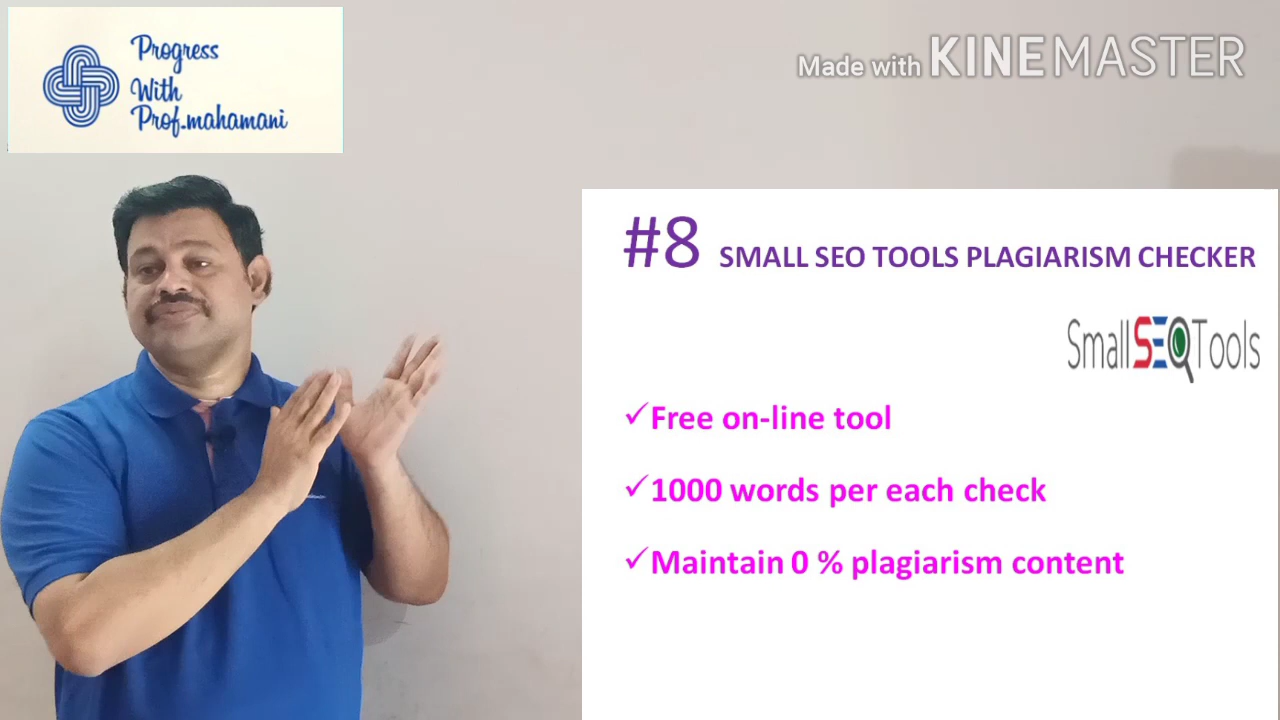 Progress
With
Prof.mahamani
Made with KINEMASTER
#8 SMALL SEO TOOLS PLAGIARISM CHECKER
SmallSEOTools
✓Free on-line tool
✓1000 words per each check
✓Maintain 0 % plagiarism content